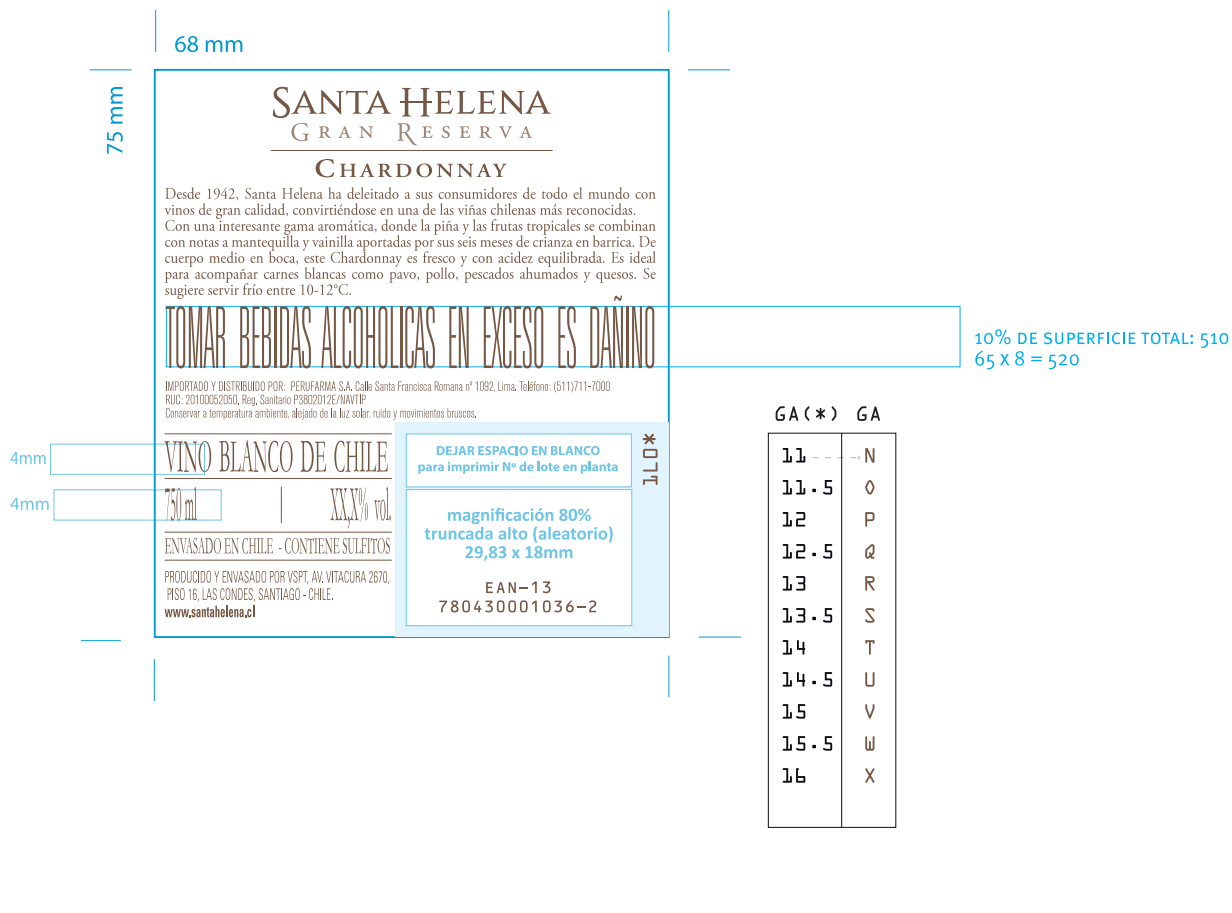 68 mm
75 mm
SANTA HELENA
GRAN RESERVA
CHARDONNAY
Desde 1942, Santa Helena ha deleitado a sus consumidores de todo el mundo con
vinos de gran calidad, convirtiéndose en una de las viñas chilenas más reconocidas.
Con una interesante gama aromática, donde la piña y las frutas tropicales se combinan
con notas a mantequilla y vainilla aportadas por sus seis meses de crianza en barrica. De
cuerpo medio en boca, este Chardonnay es fresco y con acidez equilibrada. Es ideal
para acompañar carnes blancas como pavo, pollo, pescados ahumados y quesos. Se
sugiere servir frío entre 10-12°C.
TOMAR BEBIDAS ALCOHOLICAS EN EXCESO ES DAÑINO
10% DE SUPERFICIE TOTAL: 510
65 x 8 = 520
IMPORTADO Y DISTRIBUIDO POR: PERUFARMA S.A. Calle Santa Francisca Romana nº 1092, Lima. Teléfono: (511)711-7000
RUC: 20100052050, Reg. Sanitario P3802012E/NAVTIP
Conservar a temperatura ambiente, alejado de la luz solar, ruido y movimientos bruscos.
4mm
VINO BLANCO DE CHILE
4mm
750 ml | XX,X% vol.
ENVASADO EN CHILE - CONTIENE SULFITOS
PRODUCIDO Y ENVASADO POR VSPT, AV. VITACURA 2670,
PISO 16, LAS CONDES, SANTIAGO - CHILE.
www.santahelena.cl
DEJAR ESPACIO EN BLANCO
para imprimir Nº de lote en planta
1LO*
magnificación 80%
truncada alto (aleatorio)
29,83 x 18mm
EAN-13
780430001036-2
GA(*) GA
11 N
11.5 O
12 P
12.5 Q
13 R
13.5 S
14 T
14.5 U
15 V
15.5 W
16 X